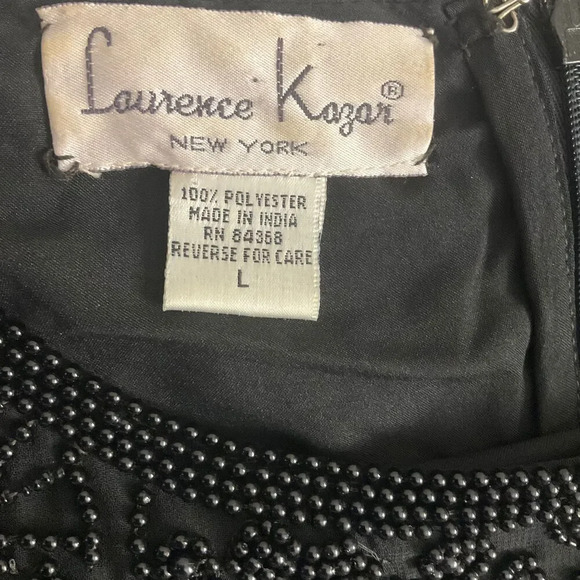 Laurence Kazar®
NEW YORK
100% POLYESTER
MADE IN INDIA
RN 84368
REVERSE FOR CARE
L